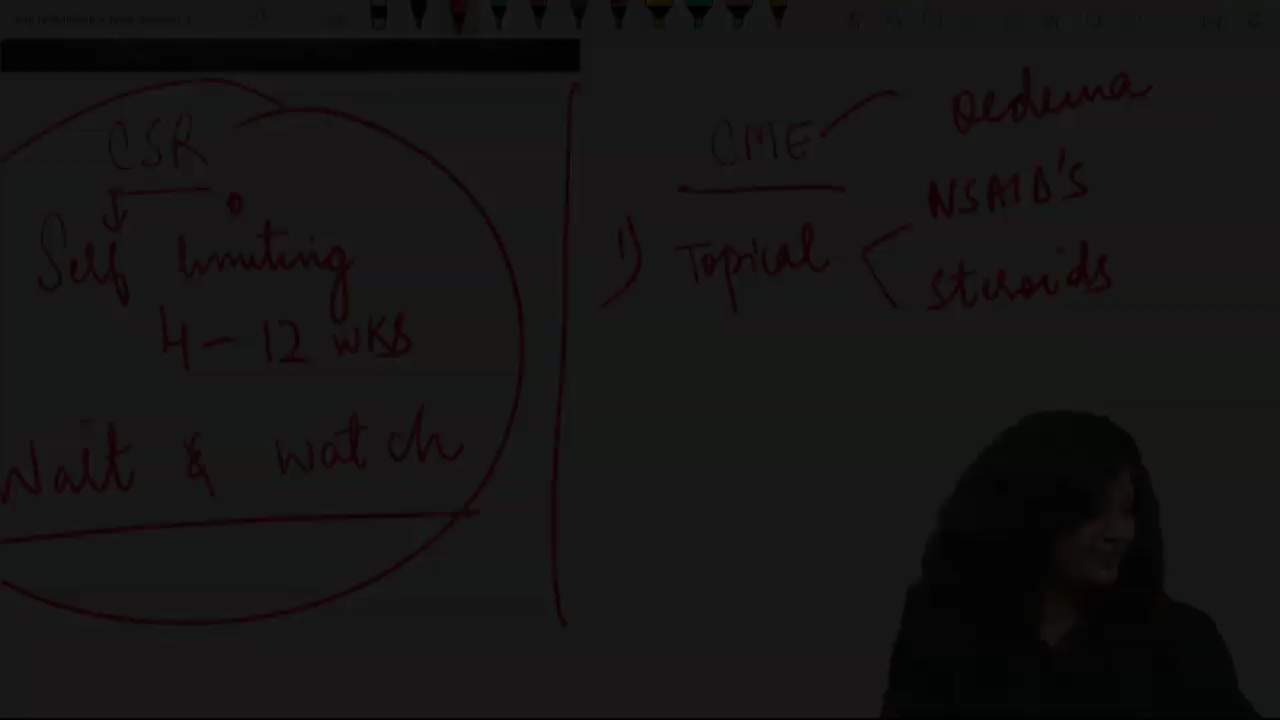 CSR
Self limiting
4 - 12 wks
Wait & watch
CME
oedema
1) Topical
NSAID'S
steroids